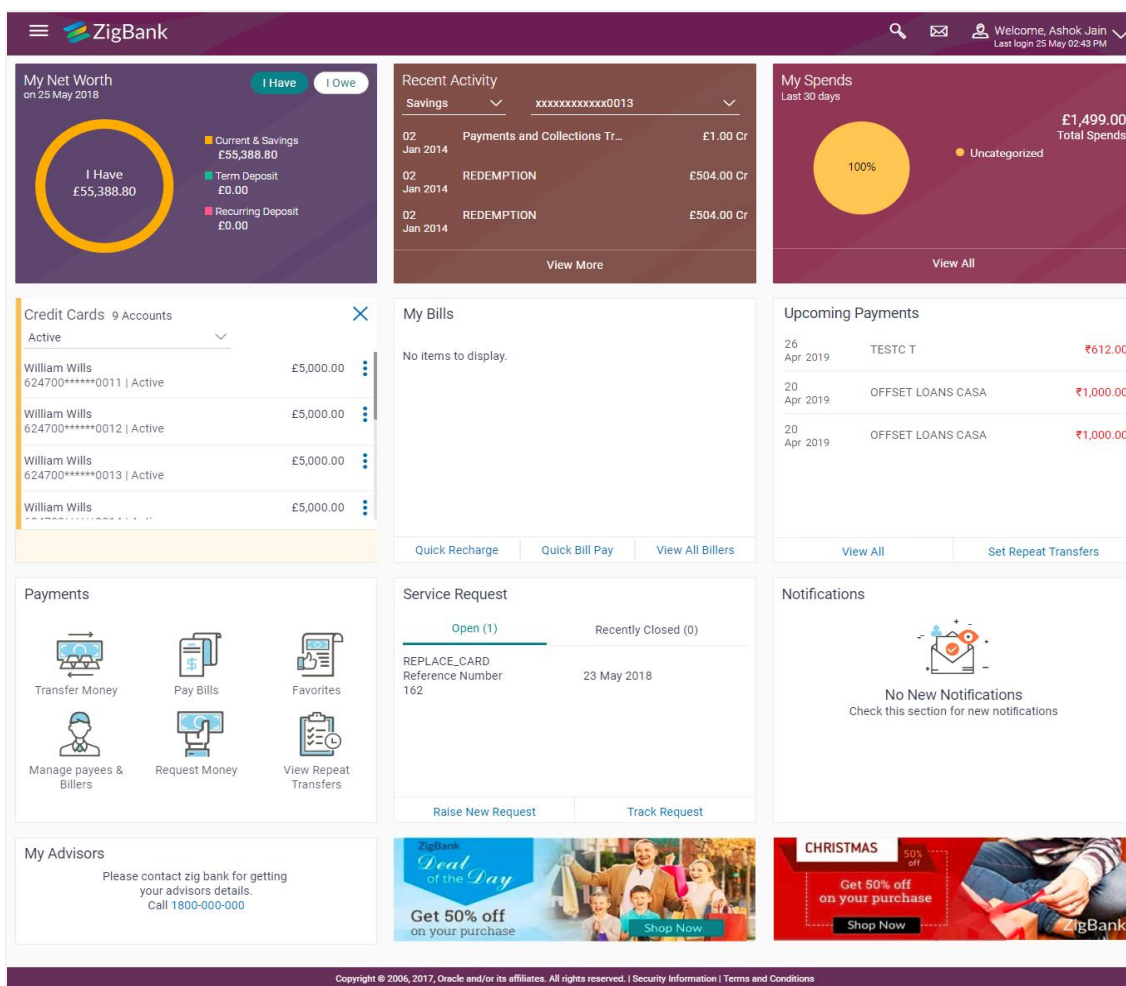 ZigBank
Welcome, Ashok Jain
Last login 25 May 02:43 PM
My Net Worth
on 25 May 2018
I Have
I Owe
I Have
£55,388.80
Current & Savings
£55,388.80
Term Deposit
£0.00
Recurring Deposit
£0.00
Recent Activity
Savings
xxxxxxxxxxxx0013
02 Payments and Collections Tr... £1.00 Cr
Jan 2014
02 REDEMPTION £504.00 Cr
Jan 2014
02 REDEMPTION £504.00 Cr
Jan 2014
View More
My Spends
Last 30 days
£1,499.00
Total Spends
100%
Uncategorized
View All
Credit Cards 9 Accounts
Active
William Wills £5,000.00
624700******0011 | Active
William Wills £5,000.00
624700******0012 | Active
William Wills £5,000.00
624700******0013 | Active
William Wills £5,000.00
My Bills
No items to display.
Quick Recharge Quick Bill Pay View All Billers
Upcoming Payments
26 TESTC T ₹612.00
Apr 2019
20 OFFSET LOANS CASA ₹1,000.00
Apr 2019
20 OFFSET LOANS CASA ₹1,000.00
Apr 2019
View All Set Repeat Transfers
Payments
Transfer Money Pay Bills Favorites
Manage payees & Request Money View Repeat
Billers Transfers
Service Request
Open (1) Recently Closed (0)
REPLACE_CARD
Reference Number 23 May 2018
162
Raise New Request Track Request
Notifications
No New Notifications
Check this section for new notifications
My Advisors
Please contact zig bank for getting
your advisors details.
Call 1800-000-000
ZigBank
Deal
of the Day
Get 50% off
on your purchase
Shop Now
CHRISTMAS
50%
off
Get 50% off
on your purchase
Shop Now
ZigBank
Copyright © 2006, 2017, Oracle and/or its affiliates. All rights reserved. | Security Information | Terms and Conditions